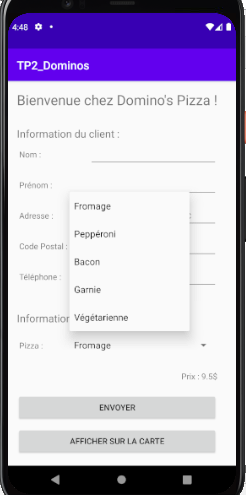 4:48
TP2_Dominos
Bienvenue chez Domino's Pizza !
Information du client :
Nom :
Prénom :
Adresse : :
Code Postal :
Téléphone :
Fromage
Peppéroni
Bacon
Garnie
Végétarienne
Information
Pizza : Fromage
Prix : 9.5$
ENVOYER
AFFICHER SUR LA CARTE